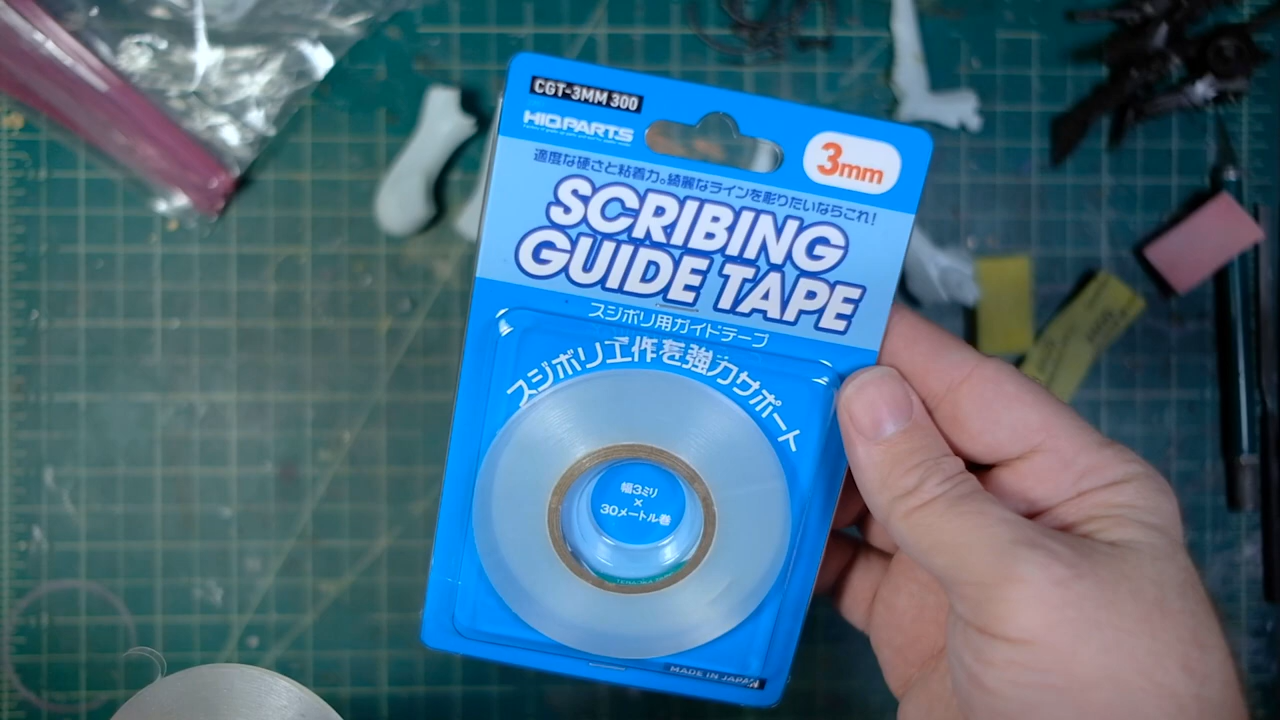 CGT-3MM 300
HIQPARTS
3mm
適度な硬さと粘着力。綺麗なラインを彫りたいならこれ!
SCRIBING
GUIDE TAPE
スジボリ用ガイドテープ
スジボリ工作を強力サポート
幅3ミリ
×
30メートル巻
MADE IN JAPAN